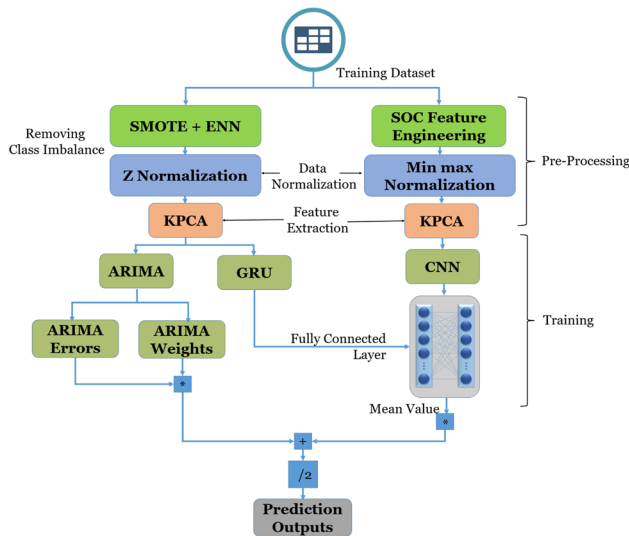 Training Dataset
SMOTE + ENN
SOC Feature
Engineering
Removing
Class Imbalance
Pre-Processing
Z Normalization
Data
Normalization
Min max
Normalization
KPCA
Feature
Extraction
KPCA
ARIMA
GRU
CNN
Training
ARIMA
Errors
ARIMA
Weights
Fully Connected
Layer
*
Mean Value
*
+
/2
Prediction
Outputs